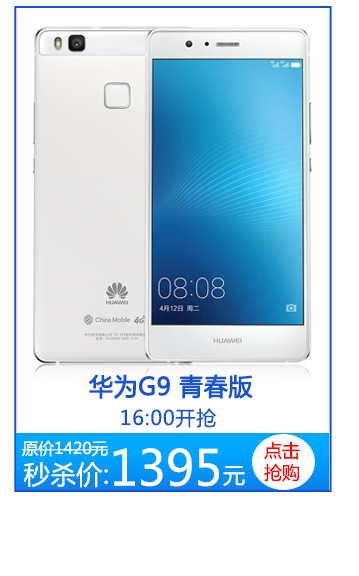 08:08
4月12日 周二
HUAWEI
HUAWEI
China Mobile 4G
华为G9 青春版
16:00开抢
原价1420元
秒杀价:1395元
点击
抢购